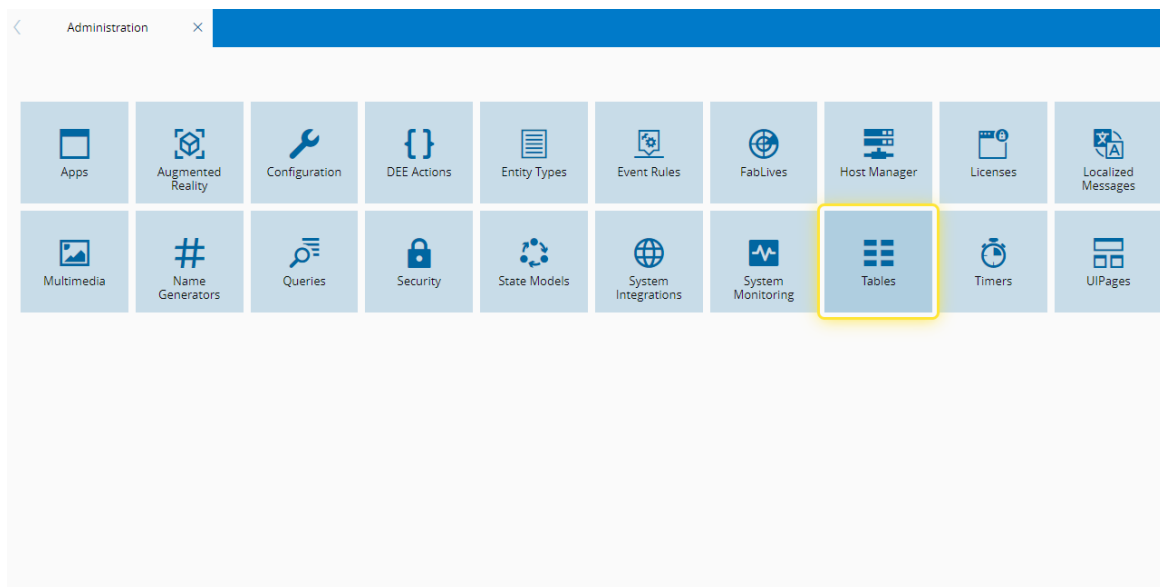 Administration
Apps
Augmented
Reality
Configuration
DEE Actions
Entity Types
Event Rules
FabLives
Host Manager
Licenses
Localized
Messages
Multimedia
Name
Generators
Queries
Security
State Models
System
Integrations
System
Monitoring
Tables
Timers
UIPages